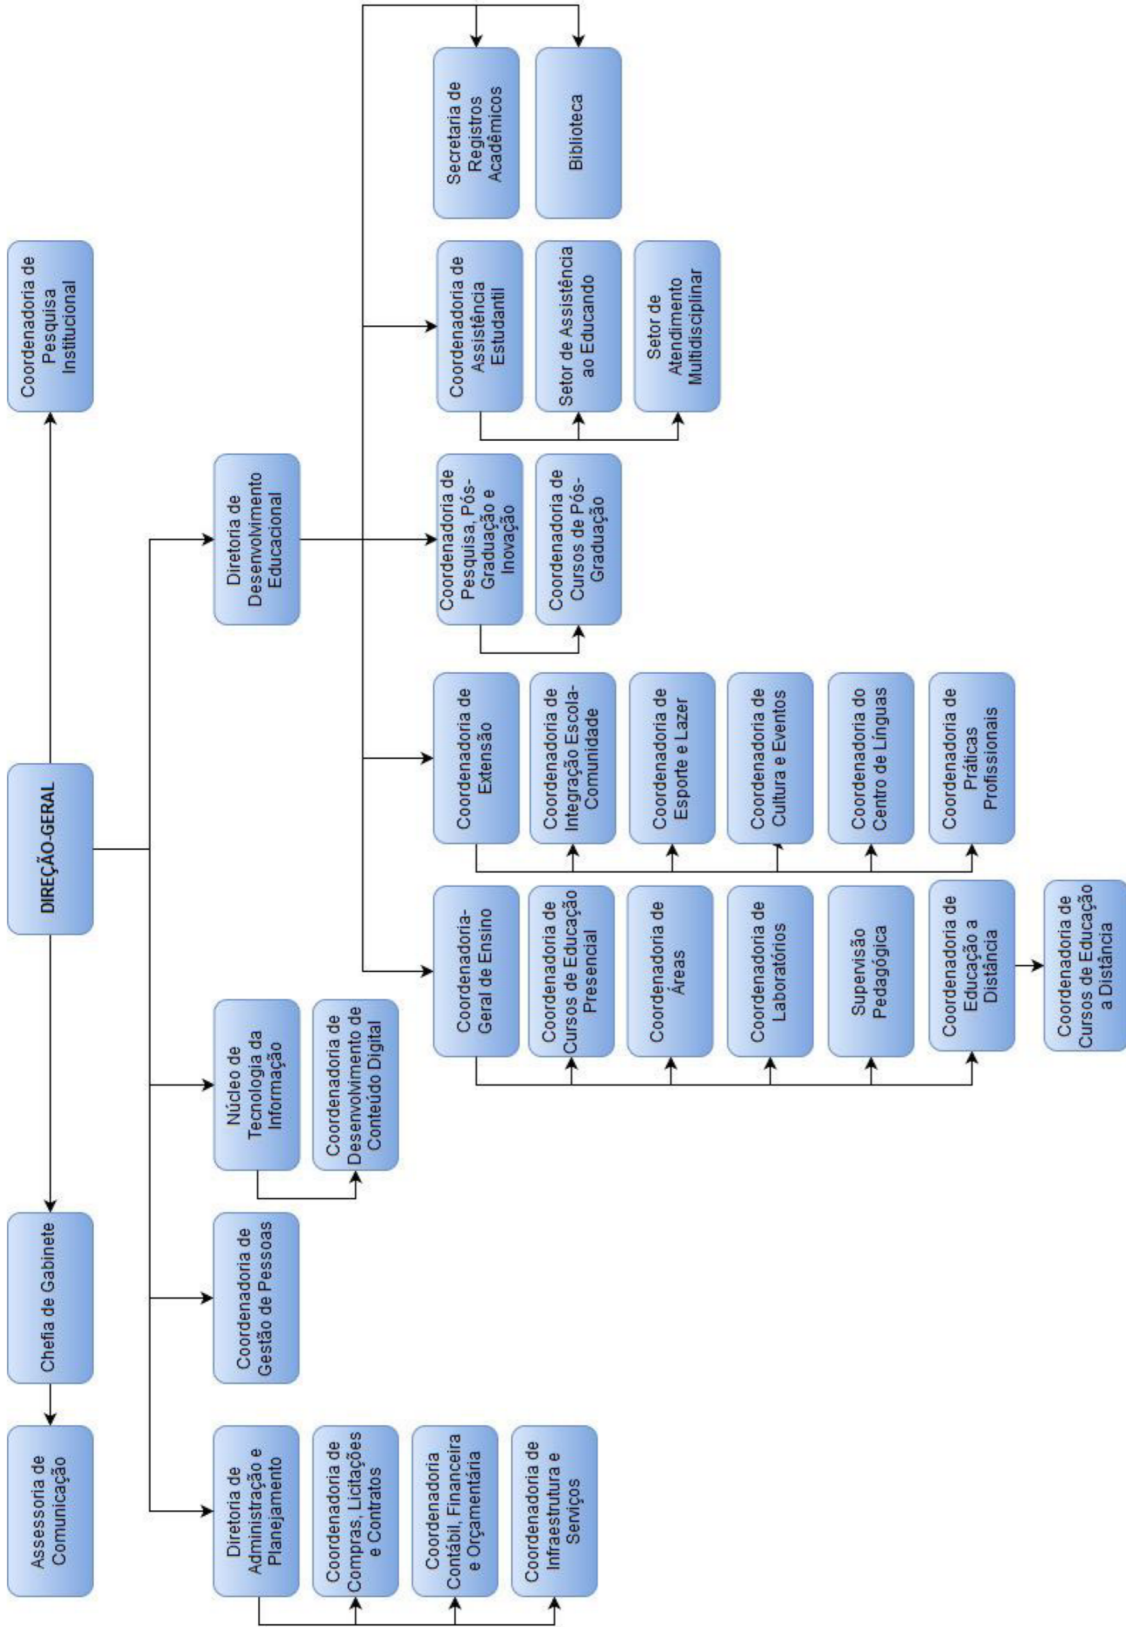 Assessoria de
Comunicação
Chefia de Gabinete
DIREÇÃO-GERAL
Coordenadoria de
Pesquisa
Institucional
Diretoria de
Administração e
Planejamento
Coordenadoria de
Compras, Licitações
e Contratos
Coordenadoria
Contábil, Financeira
e Orçamentária
Coordenadoria de
Infraestrutura e
Serviços
Coordenadoria de
Gestão de Pessoas
Núcleo de
Tecnologia da
Informação
Coordenadoria de
Desenvolvimento de
Conteúdo Digital
Diretoria de
Desenvolvimento
Educacional
Coordenadoria-
Geral de Ensino
Coordenadoria de
Cursos de Educação
Presencial
Coordenadoria de
Áreas
Coordenadoria de
Laboratórios
Supervisão
Pedagógica
Coordenadoria de
Educação a
Distância
Coordenadoria de
Cursos de Educação
a Distância
Coordenadoria de
Extensão
Coordenadoria de
Integração Escola-
Comunidade
Coordenadoria de
Esporte e Lazer
Coordenadoria de
Cultura e Eventos
Coordenadoria do
Centro de Línguas
Coordenadoria de
Práticas
Profissionais
Coordenadoria de
Pesquisa, Pós-
Graduação e
Inovação
Coordenadoria de
Cursos de Pós-
Graduação
Coordenadoria de
Assistência
Estudantil
Setor de Assistência
ao Educando
Setor de
Atendimento
Multidisciplinar
Secretaria de
Registros
Acadêmicos
Biblioteca